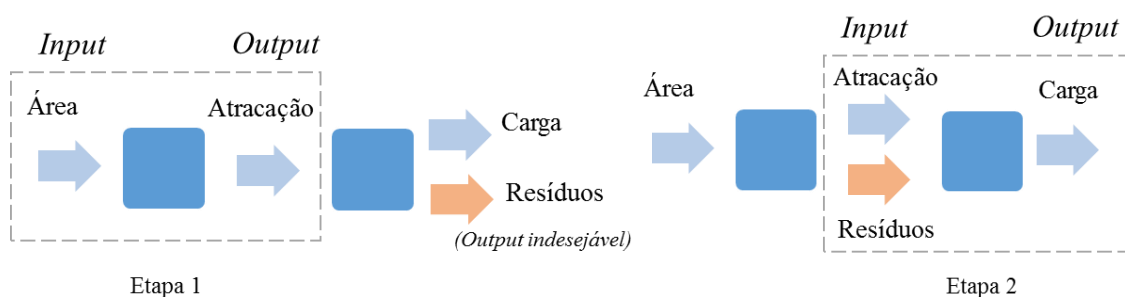 Input
Output
Área
Atracação
Carga
Resíduos
(Output indesejável)
Etapa 1
Input
Output
Área
Atracação
Carga
Resíduos
Etapa 2